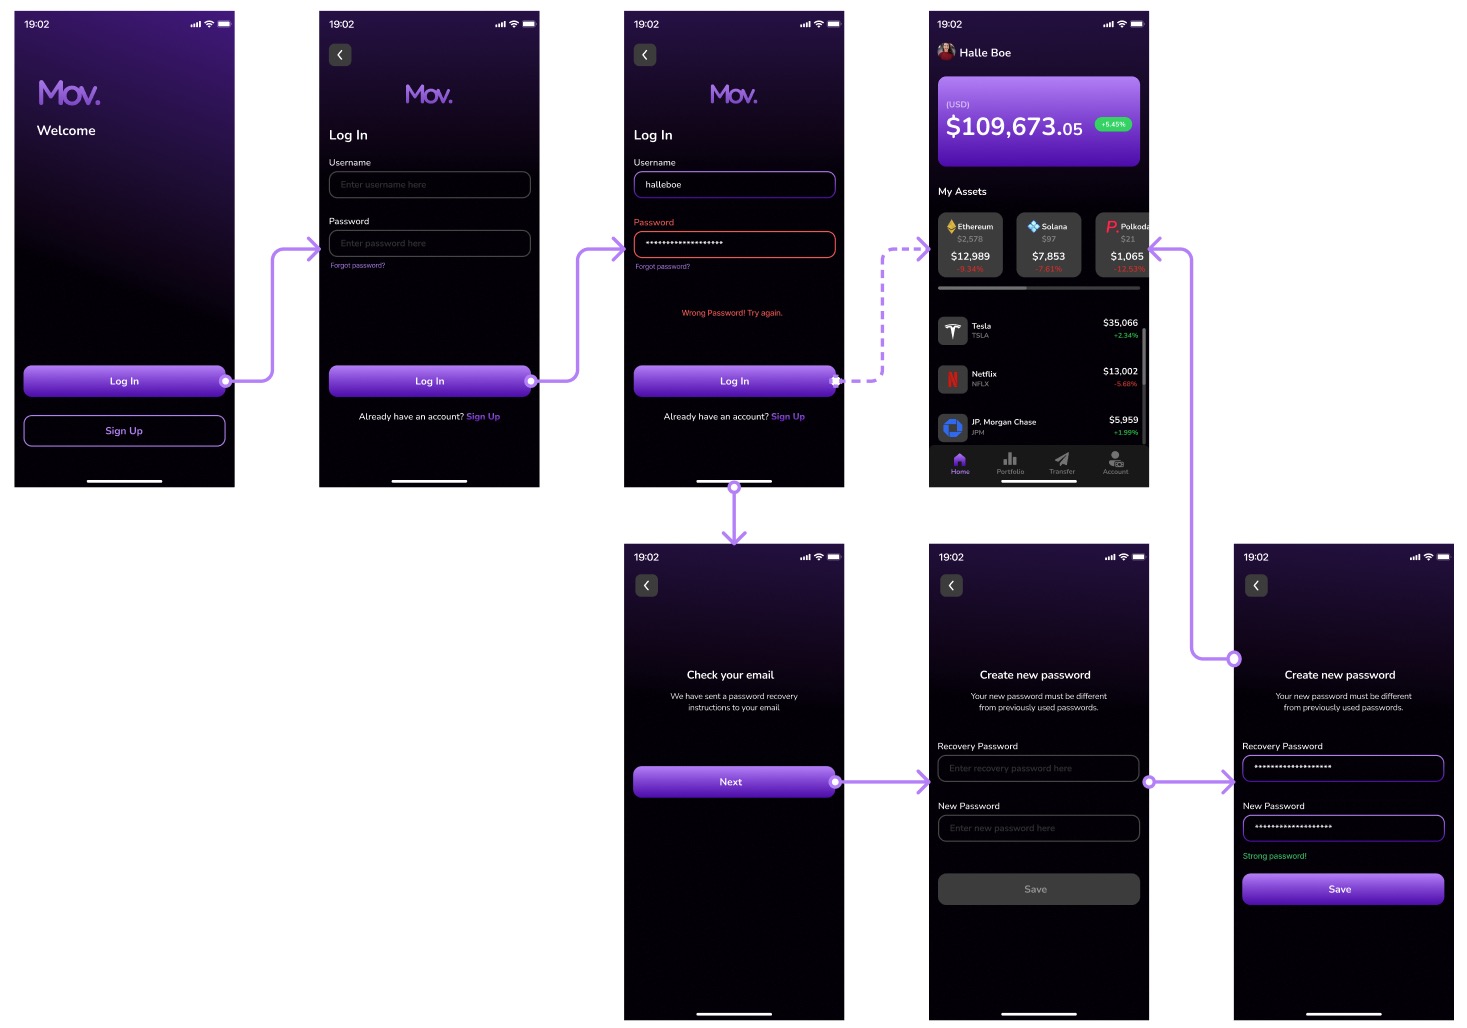 19:02
Mov.
Welcome
Log In
Sign Up
19:02
Mov.
Log In
Username
Enter username here
Password
Enter password here
Forgot password?
Log In
Already have an account? Sign Up
19:02
Mov.
Log In
Username
halleboe
Password
*******************
Forgot password?
Wrong Password! Try again.
Log In
Already have an account? Sign Up
19:02
Halle Boe
(USD)
$109,673.05
+5.45%
My Assets
Ethereum
$2,578
$12,989
-9.34%
Solana
$97
$7,853
-7.61%
Polkoda
$21
$1,065
-12.53%
Tesla
TSLA
$35,066
+2.34%
Netflix
NFLX
$13,002
-5.68%
JP. Morgan Chase
JPM
$5,959
+1.99%
Home
Portfolio
Transfer
Account
19:02
Check your email
We have sent a password recovery
instructions to your email
Next
19:02
Create new password
Your new password must be different
from previously used passwords.
Recovery Password
Enter recovery password here
New Password
Enter new password here
Save
19:02
Create new password
Your new password must be different
from previously used passwords.
Recovery Password
*******************
New Password
*******************
Strong password!
Save